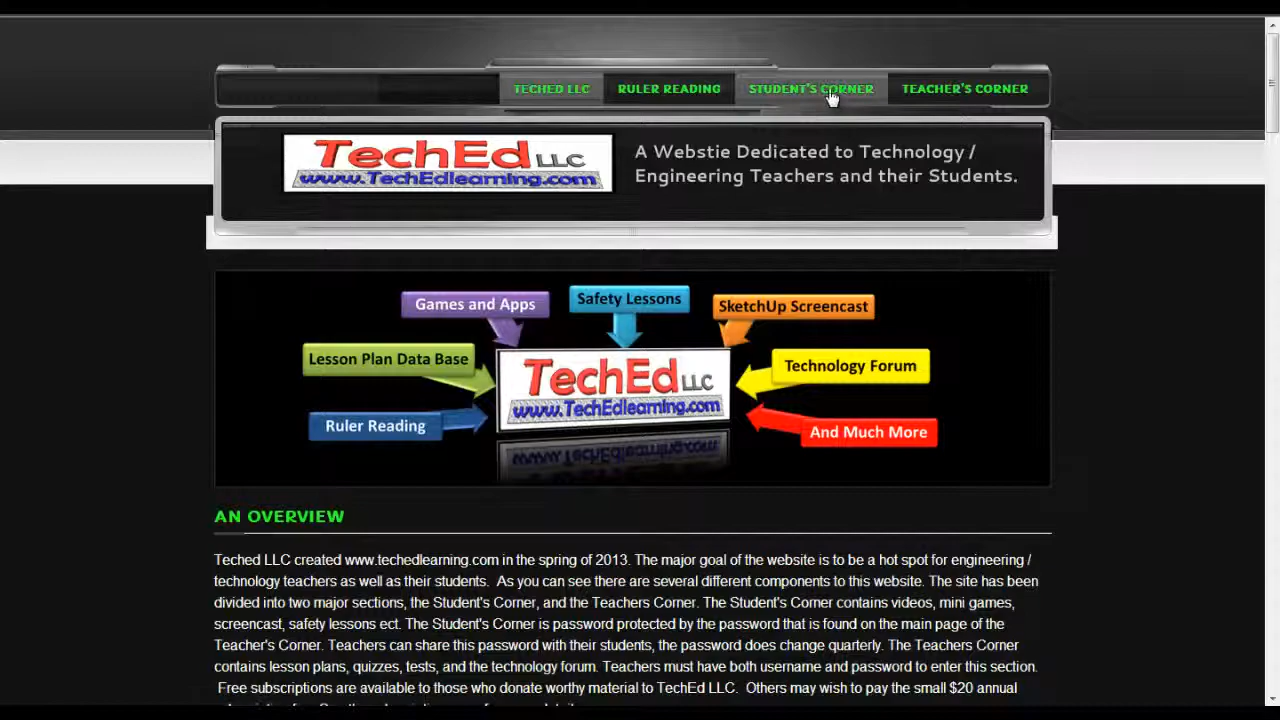 TECHED LLC RULER READING STUDENT'S CORNER TEACHER'S CORNER
TechEd LLC
www.TechEdlearning.com
A Webstie Dedicated to Technology /
Engineering Teachers and their Students.
Games and Apps
Safety Lessons
SketchUp Screencast
Lesson Plan Data Base
TechEd LLC
www.TechEdlearning.com
Technology Forum
Ruler Reading
And Much More
AN OVERVIEW
Teched LLC created www.techedlearning.com in the spring of 2013. The major goal of the website is to be a hot spot for engineering /
technology teachers as well as their students. As you can see there are several different components to this website. The site has been
divided into two major sections, the Student's Corner, and the Teachers Corner. The Student's Corner contains videos, mini games,
screencast, safety lessons ect. The Student's Corner is password protected by the password that is found on the main page of the
Teacher's Corner. Teachers can share this password with their students, the password does change quarterly. The Teachers Corner
contains lesson plans, quizzes, tests, and the technology forum. Teachers must have both username and password to enter this section.
Free subscriptions are available to those who donate worthy material to TechEd LLC. Others may wish to pay the small $20 annual